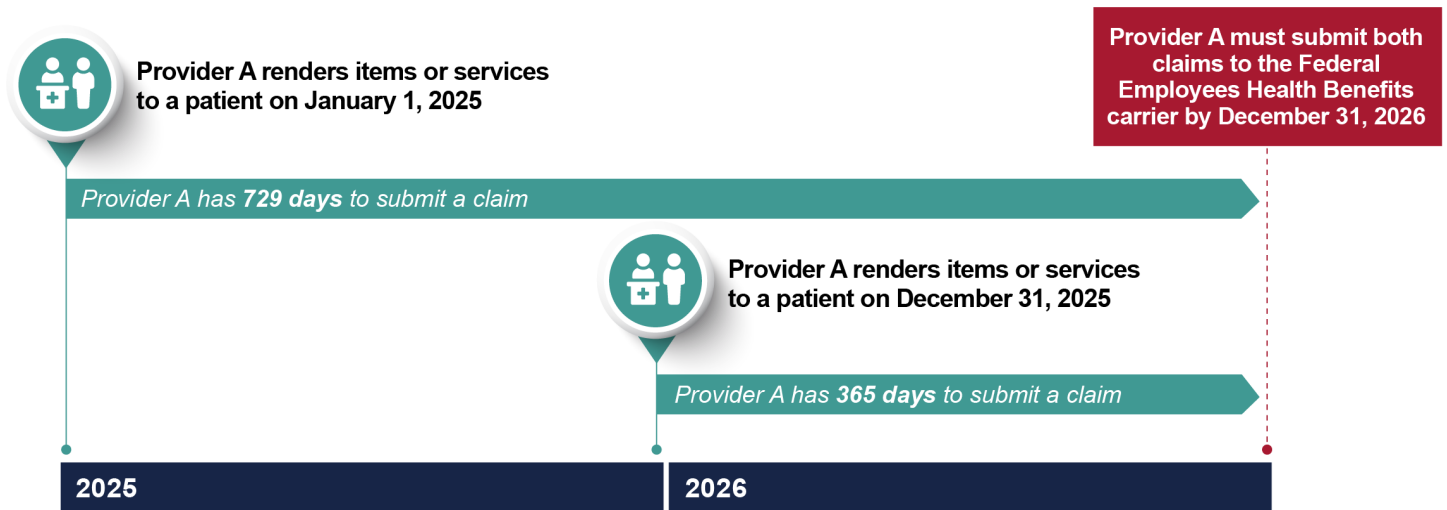 Provider A renders items or services
to a patient on January 1, 2025
Provider A must submit both
claims to the Federal
Employees Health Benefits
carrier by December 31, 2026
Provider A has 729 days to submit a claim
Provider A renders items or services
to a patient on December 31, 2025
Provider A has 365 days to submit a claim
2025
2026